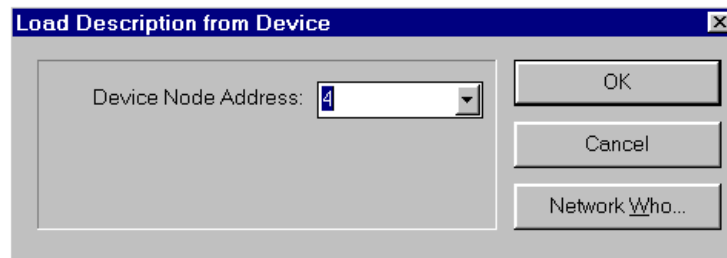 Load Description from Device
Device Node Address: 4
OK
Cancel
Network Who...